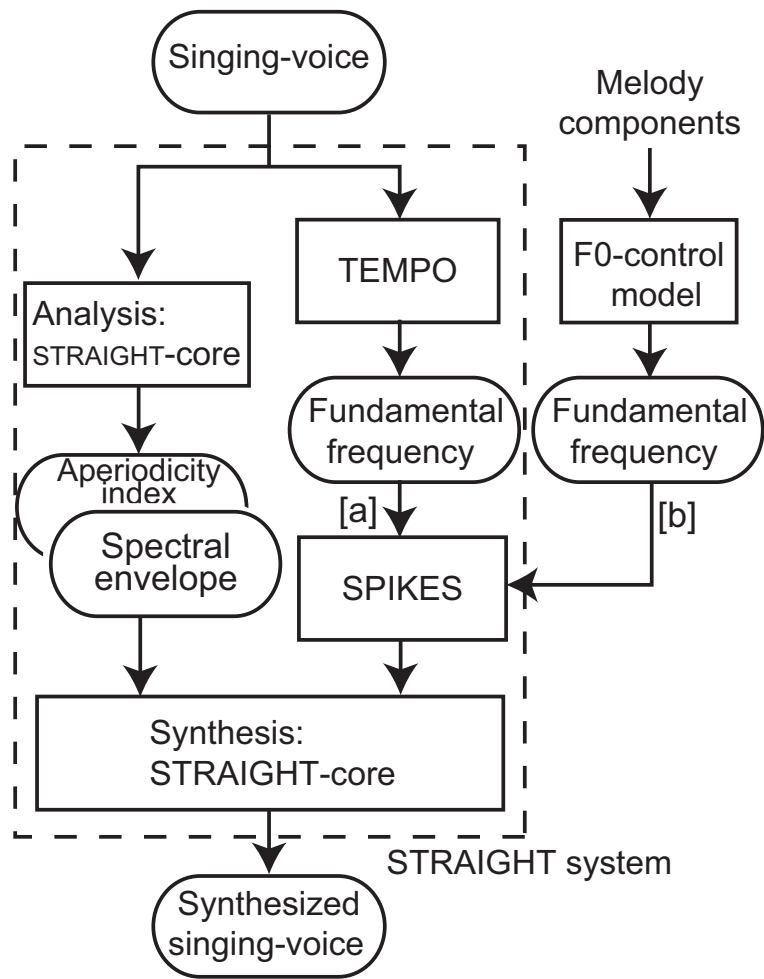 Singing-voice
Melody
components
TEMPO
F0-control
model
Analysis:
STRAIGHT-core
Fundamental
frequency
Fundamental
frequency
Aperiodicity
index
[a]
[b]
Spectral
envelope
SPIKES
Synthesis:
STRAIGHT-core
STRAIGHT system
Synthesized
singing-voice